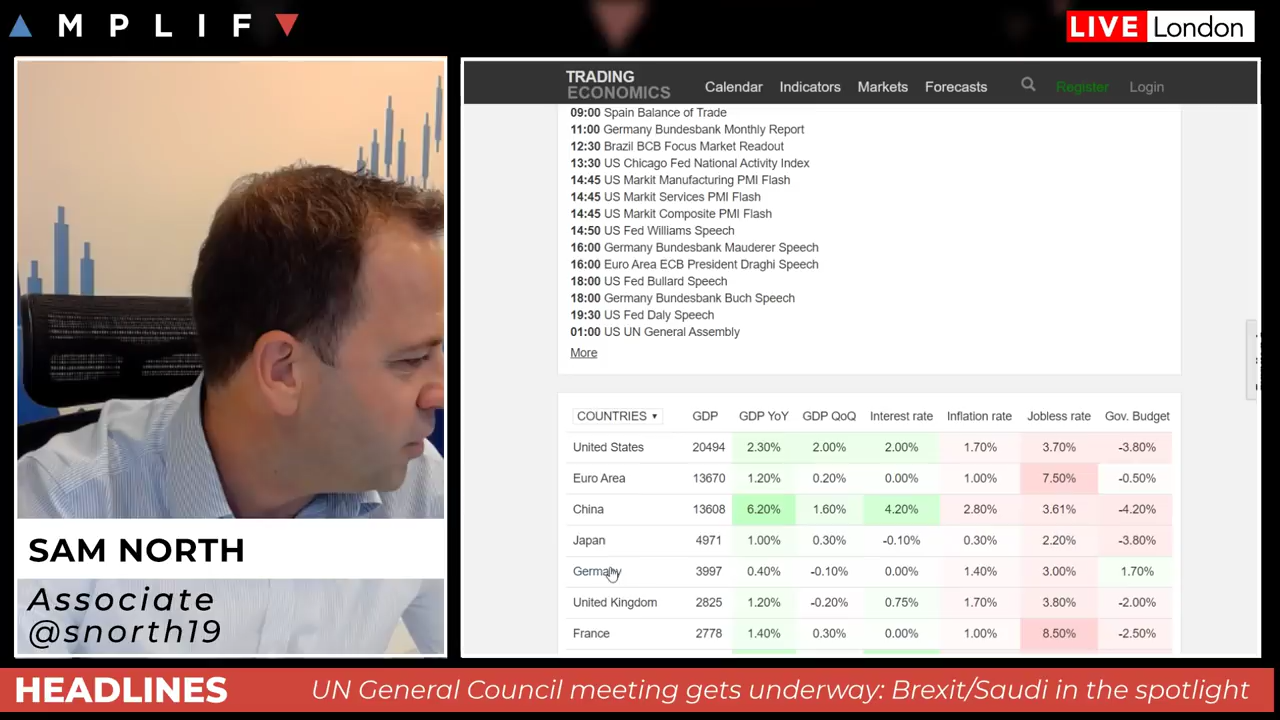 ▲ M P L I F ▼
LIVE London
TRADING
ECONOMICS
Calendar Indicators Markets Forecasts Register Login
09:00 Spain Balance of Trade
11:00 Germany Bundesbank Monthly Report
12:30 Brazil BCB Focus Market Readout
13:30 US Chicago Fed National Activity Index
14:45 US Markit Manufacturing PMI Flash
14:45 US Markit Services PMI Flash
14:45 US Markit Composite PMI Flash
14:50 US Fed Williams Speech
16:00 Germany Bundesbank Mauderer Speech
16:00 Euro Area ECB President Draghi Speech
18:00 US Fed Bullard Speech
18:00 Germany Bundesbank Buch Speech
19:30 US Fed Daly Speech
01:00 US UN General Assembly
More
COUNTRIES ▼ GDP GDP YoY GDP QoQ Interest rate Inflation rate Jobless rate Gov. Budget
United States 20494 2.30% 2.00% 2.00% 1.70% 3.70% -3.80%
Euro Area 13670 1.20% 0.20% 0.00% 1.00% 7.50% -0.50%
China 13608 6.20% 1.60% 4.20% 2.80% 3.61% -4.20%
Japan 4971 1.00% 0.30% -0.10% 0.30% 2.20% -3.80%
Germany 3997 0.40% -0.10% 0.00% 1.40% 3.00% 1.70%
United Kingdom 2825 1.20% -0.20% 0.75% 1.70% 3.80% -2.00%
France 2778 1.40% 0.30% 0.00% 1.00% 8.50% -2.50%
SAM NORTH
Associate
@snorth19
HEADLINES UN General Council meeting gets underway: Brexit/Saudi in the spotlight